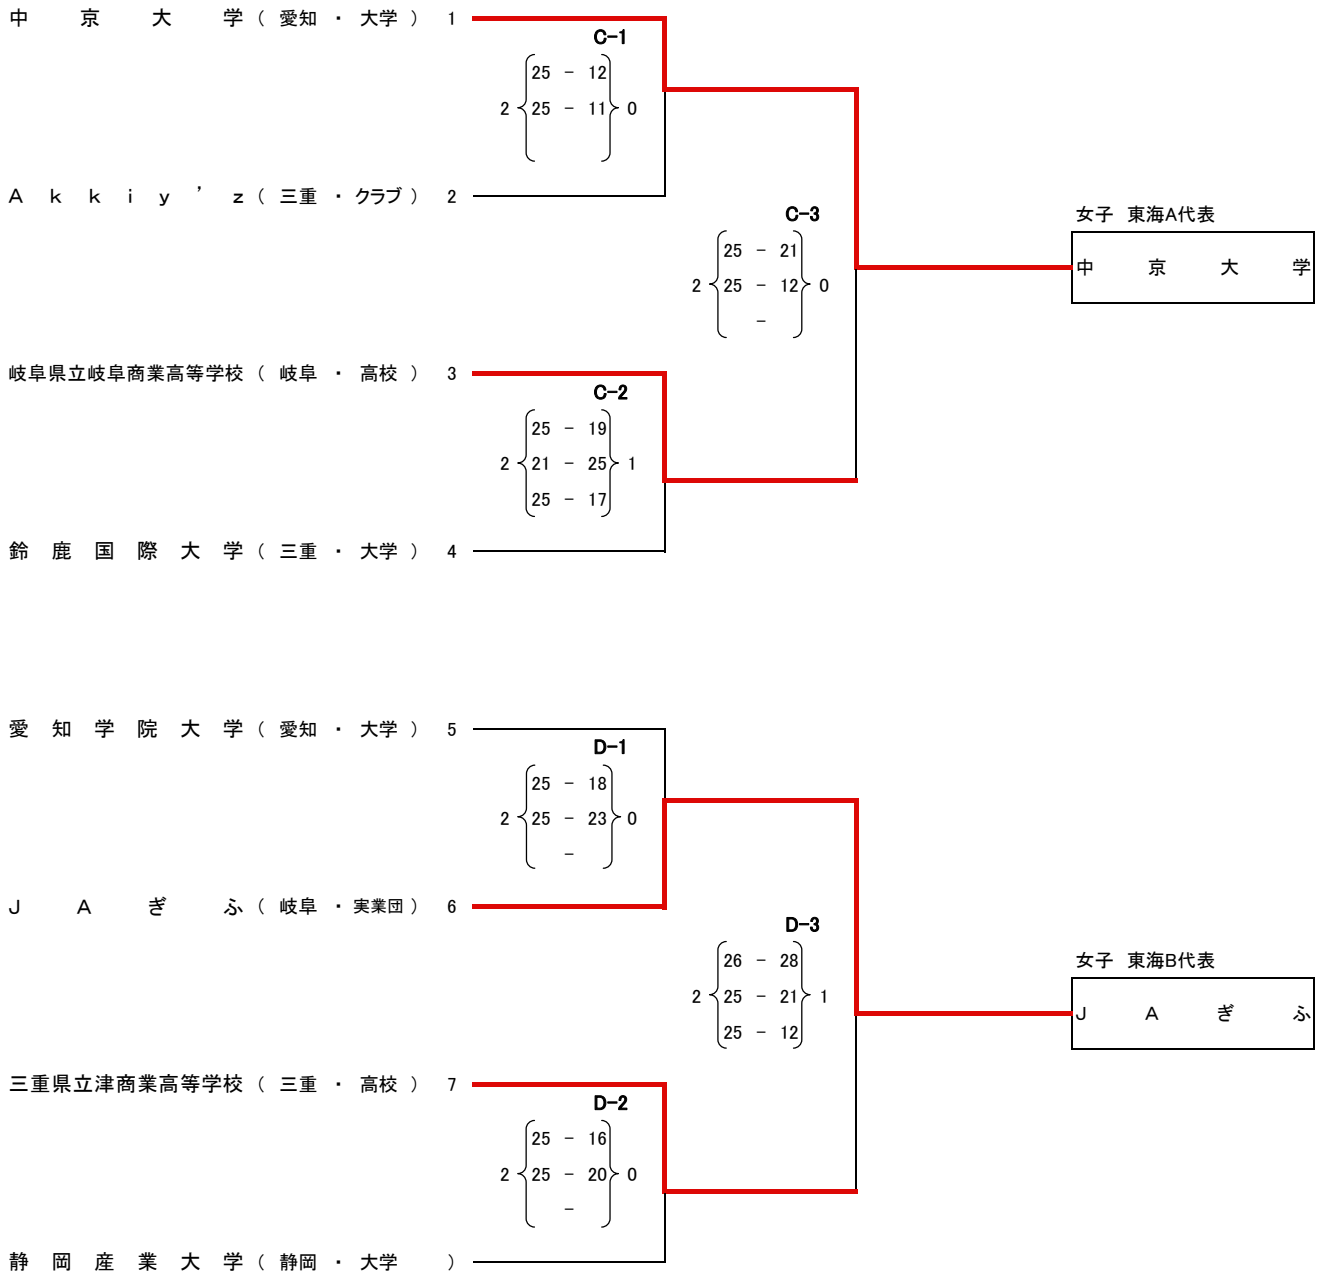 中京大学（愛知・大学） 1
C-1
25 - 12
2 25 - 11 0
Akkiy'z（三重・クラブ） 2
C-3
25 - 21
2 25 - 12 0
-
女子 東海A代表
中京大学
岐阜県立岐阜商業高等学校（岐阜・高校） 3
C-2
25 - 19
2 21 - 25 1
25 - 17
鈴鹿国際大学（三重・大学） 4
愛知学院大学（愛知・大学） 5
D-1
25 - 18
2 25 - 23 0
-
JAぎふ（岐阜・実業団） 6
D-3
26 - 28
2 25 - 21 1
25 - 12
女子 東海B代表
JAぎふ
三重県立津商業高等学校（三重・高校） 7
D-2
25 - 16
2 25 - 20 0
-
静岡産業大学（静岡・大学 ）